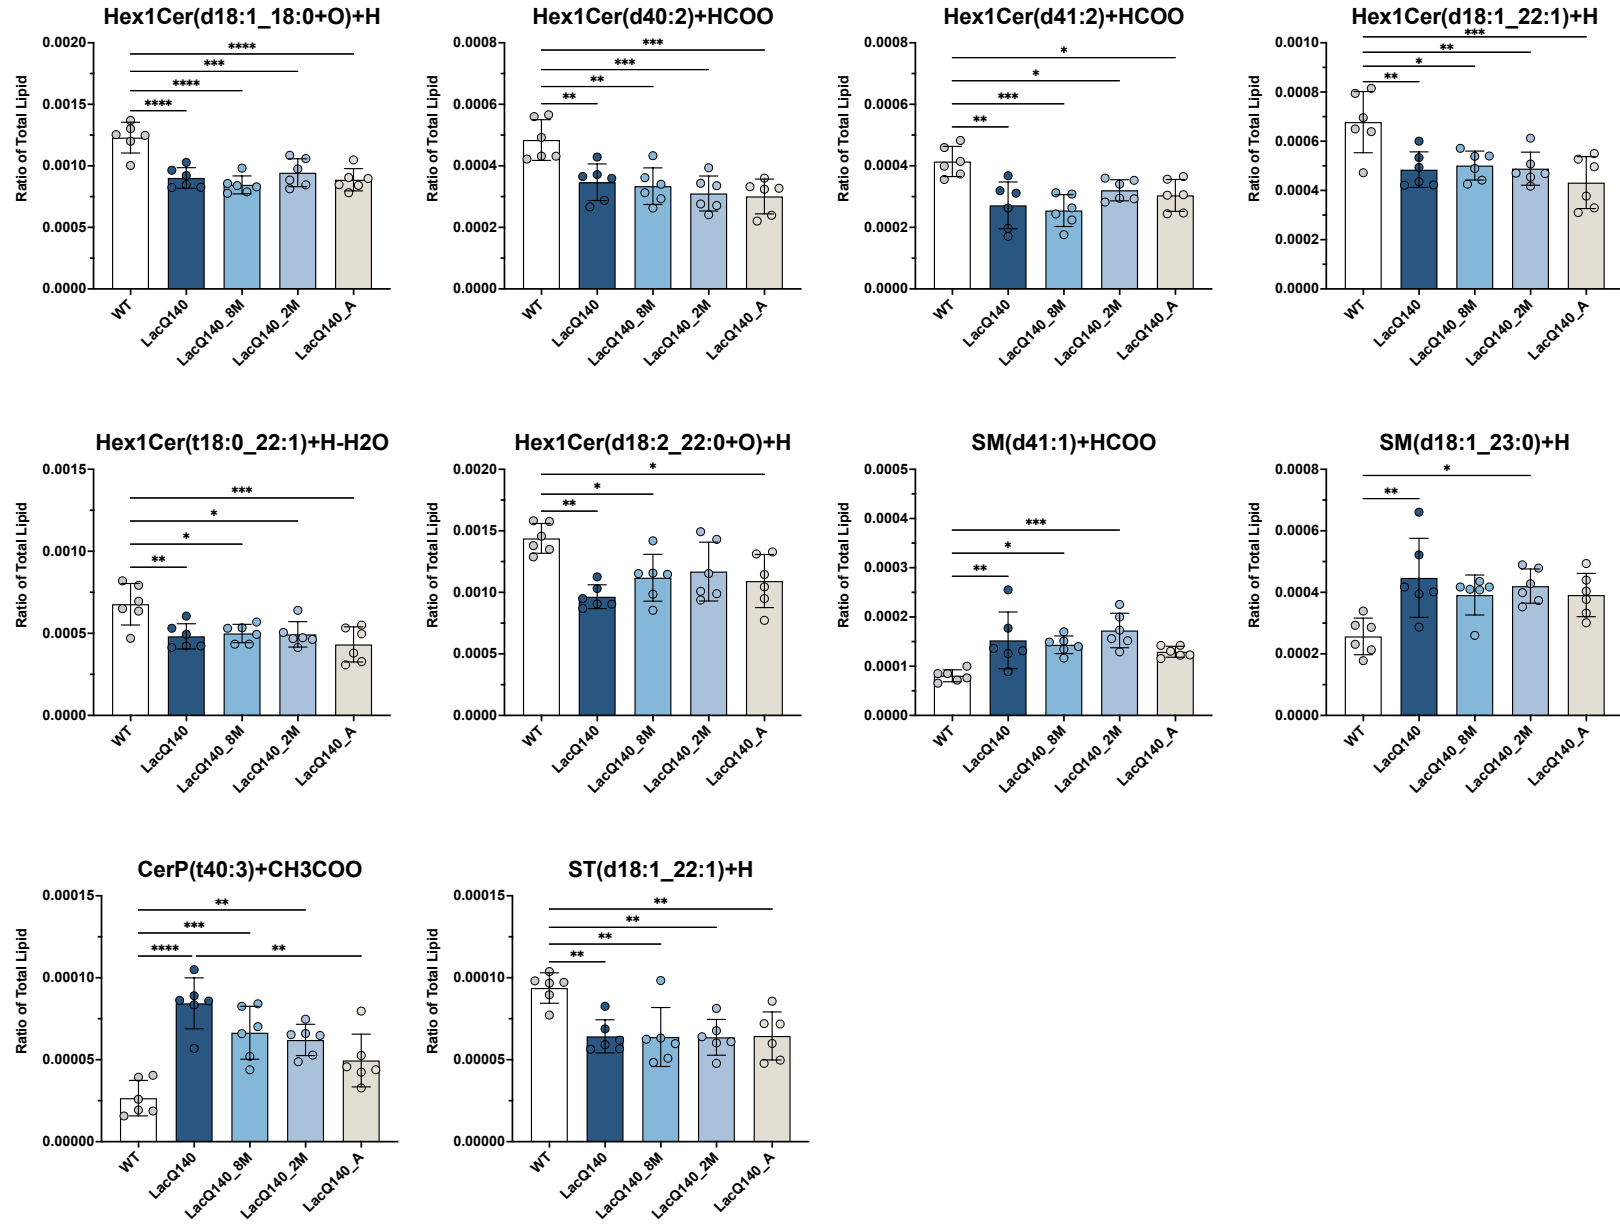 Hex1Cer(d18:1_18:0+O)+H
Ratio of Total Lipid
0.0020
0.0015
0.0010
0.0005
0.0000
****
***
****
****
WT
LacQ140
LacQ140_8M
LacQ140_2M
LacQ140_A
Hex1Cer(d40:2)+HCOO
Ratio of Total Lipid
0.0008
0.0006
0.0004
0.0002
0.0000
***
***
**
**
WT
LacQ140
LacQ140_8M
LacQ140_2M
LacQ140_A
Hex1Cer(d41:2)+HCOO
Ratio of Total Lipid
0.0008
0.0006
0.0004
0.0002
0.0000
*
*
***
**
WT
LacQ140
LacQ140_8M
LacQ140_2M
LacQ140_A
Hex1Cer(d18:1_22:1)+H
Ratio of Total Lipid
0.0010
0.0008
0.0006
0.0004
0.0002
0.0000
***
**
*
**
WT
LacQ140
LacQ140_8M
LacQ140_2M
LacQ140_A
Hex1Cer(t18:0_22:1)+H-H2O
Ratio of Total Lipid
0.0015
0.0010
0.0005
0.0000
***
*
*
**
WT
LacQ140
LacQ140_8M
LacQ140_2M
LacQ140_A
Hex1Cer(d18:2_22:0+O)+H
Ratio of Total Lipid
0.0020
0.0015
0.0010
0.0005
0.0000
*
*
**
WT
LacQ140
LacQ140_8M
LacQ140_2M
LacQ140_A
SM(d41:1)+HCOO
Ratio of Total Lipid
0.0005
0.0004
0.0003
0.0002
0.0001
0.0000
***
*
**
WT
LacQ140
LacQ140_8M
LacQ140_2M
LacQ140_A
SM(d18:1_23:0)+H
Ratio of Total Lipid
0.0008
0.0006
0.0004
0.0002
0.0000
*
**
WT
LacQ140
LacQ140_8M
LacQ140_2M
LacQ140_A
CerP(t40:3)+CH3COO
Ratio of Total Lipid
0.00015
0.00010
0.00005
0.00000
**
***
**** **
WT
LacQ140
LacQ140_8M
LacQ140_2M
LacQ140_A
ST(d18:1_22:1)+H
Ratio of Total Lipid
0.00015
0.00010
0.00005
0.00000
**
**
**
**
WT
LacQ140
LacQ140_8M
LacQ140_2M
LacQ140_A